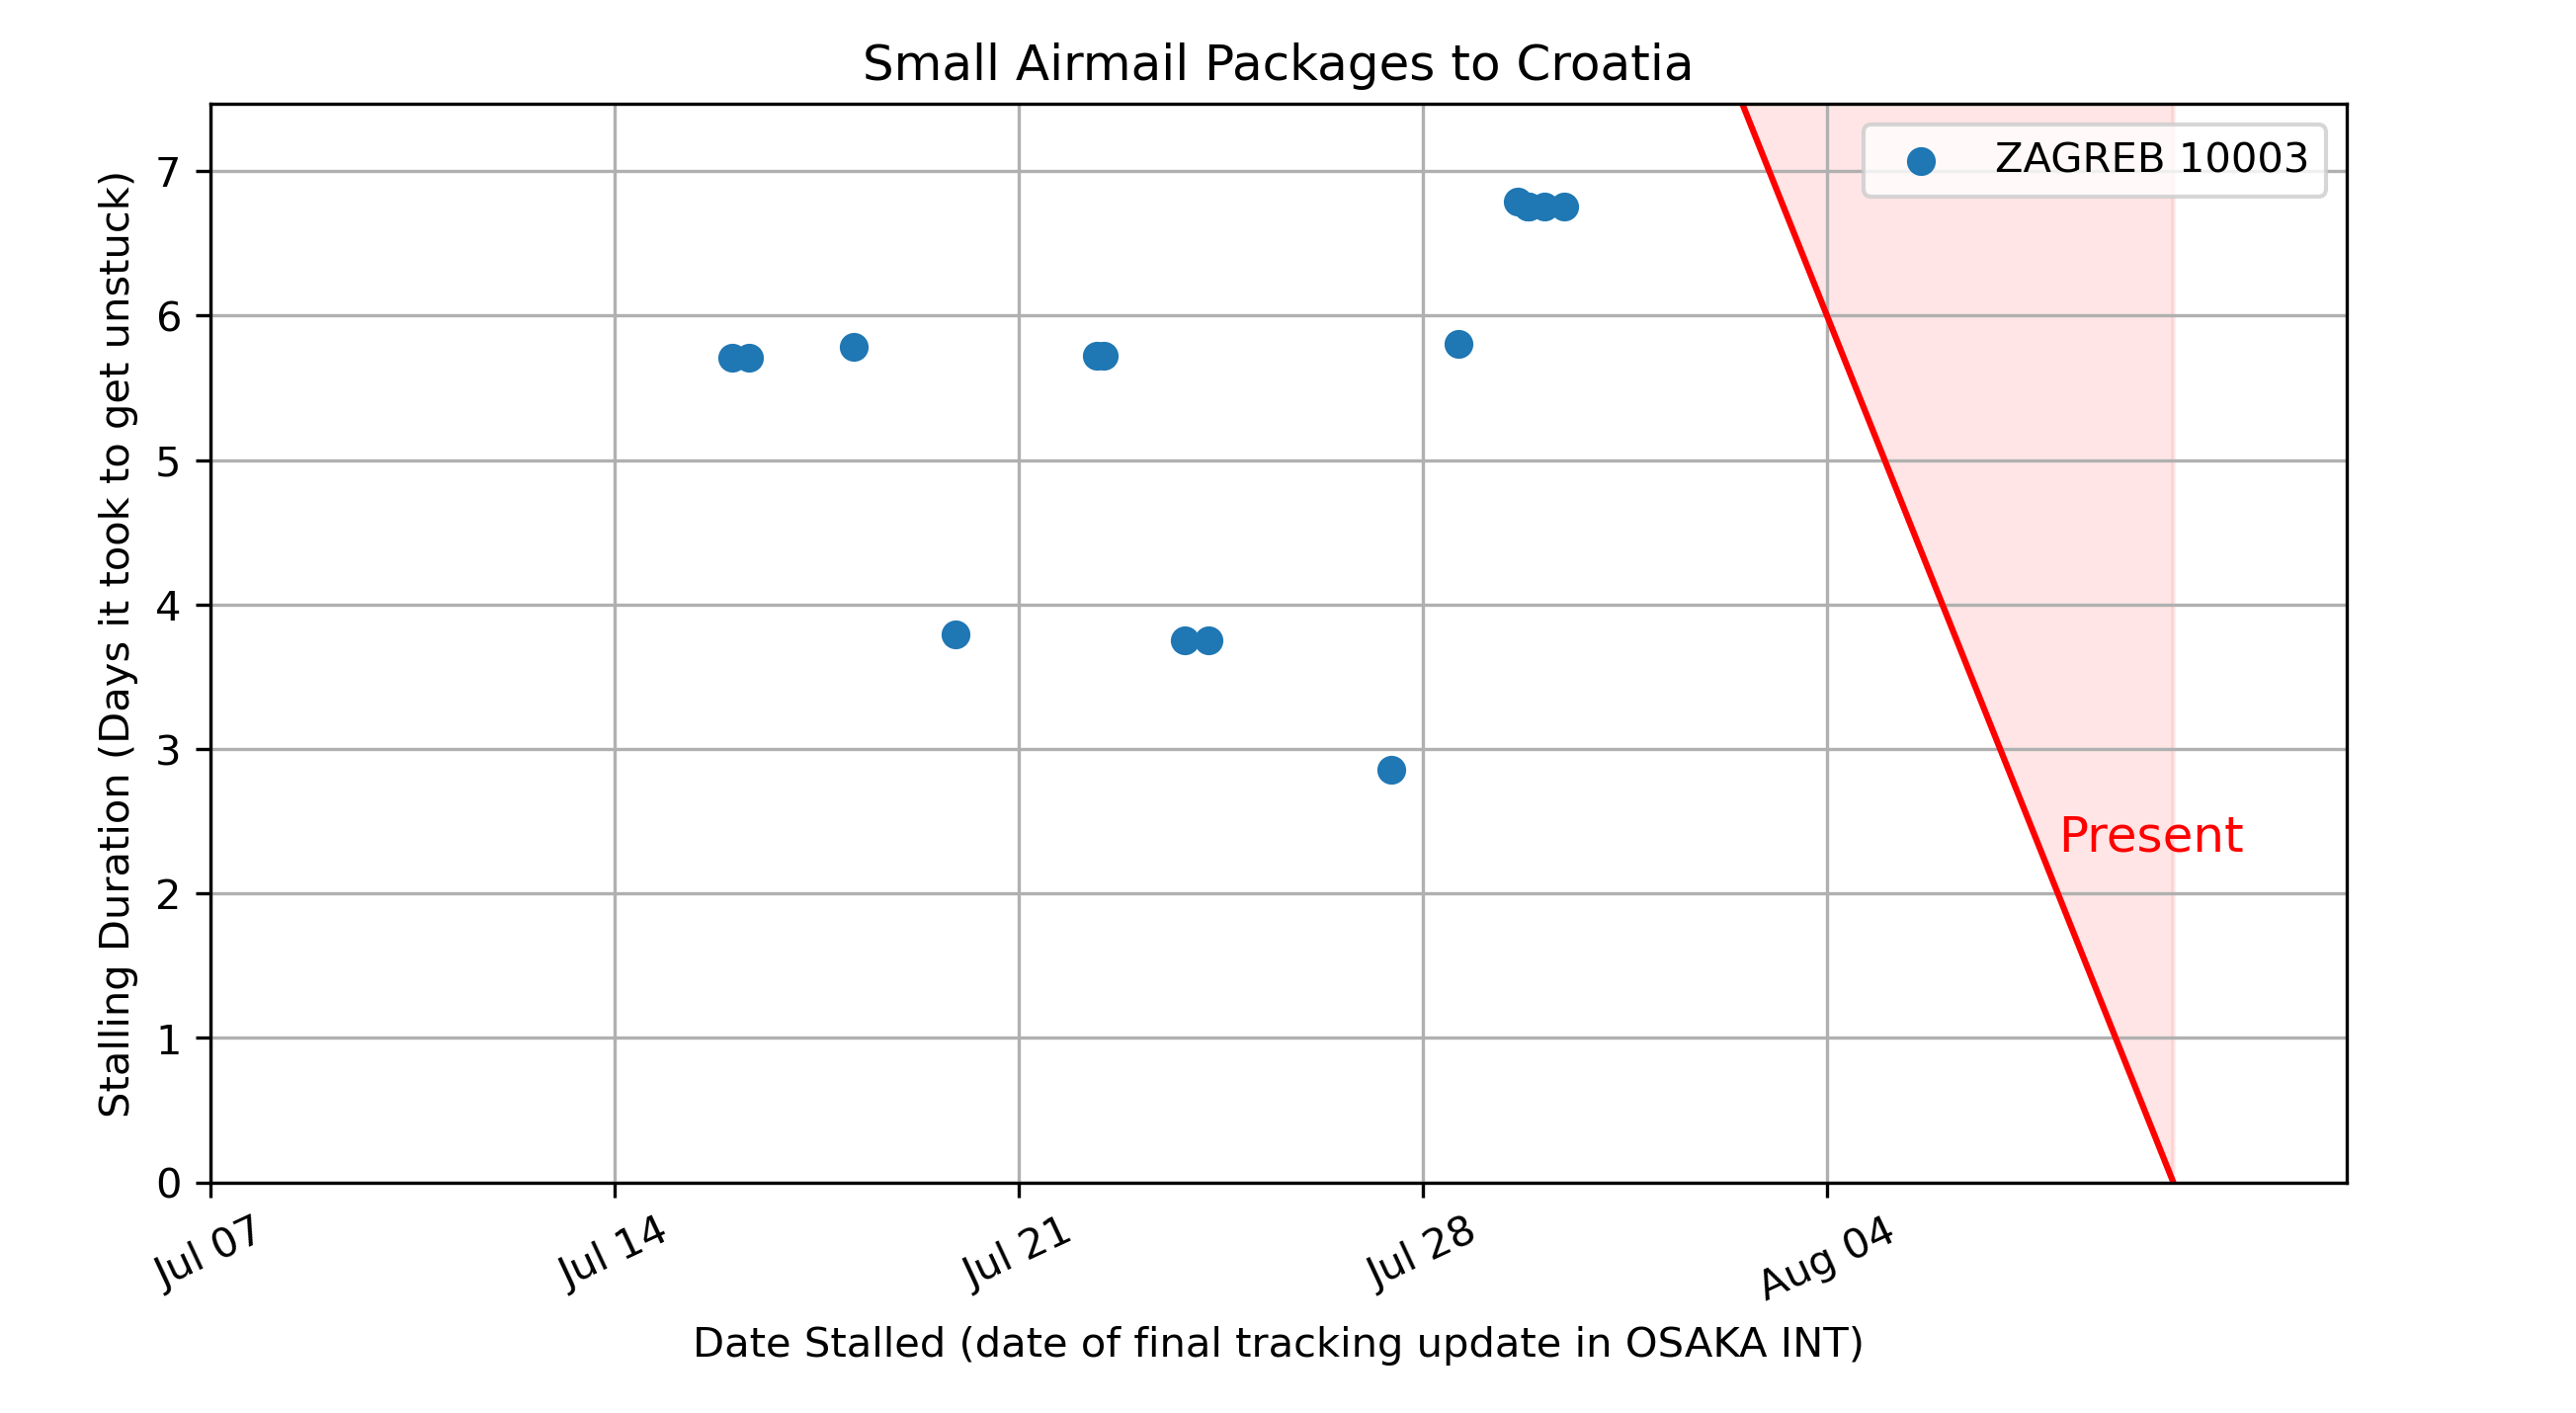 Small Airmail Packages to Croatia
ZAGREB 10003
Stalling Duration (Days it took to get unstuck)
7
6
5
4
3
2
1
0
Present
Jul 07
Jul 14
Jul 21
Jul 28
Aug 04
Date Stalled (date of final tracking update in OSAKA INT)